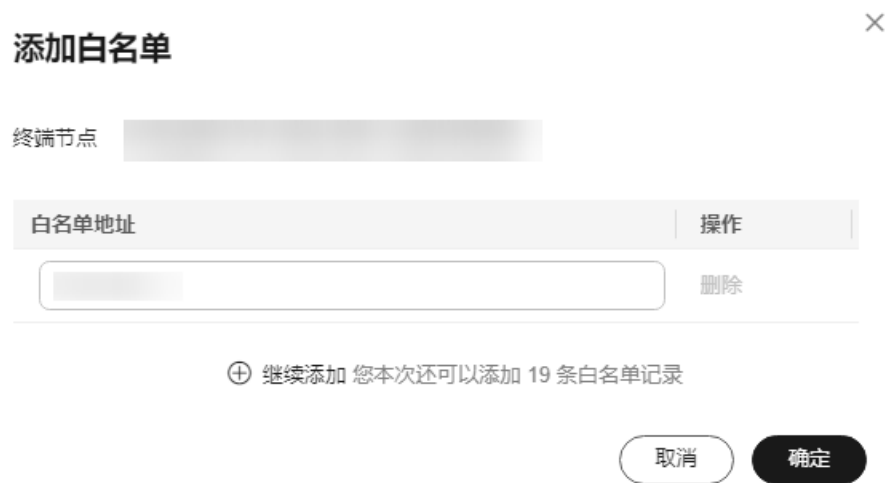 添加白名单
终端节点
白名单地址 操作
删除
继续添加 您本次还可以添加 19 条白名单记录
取消 确定